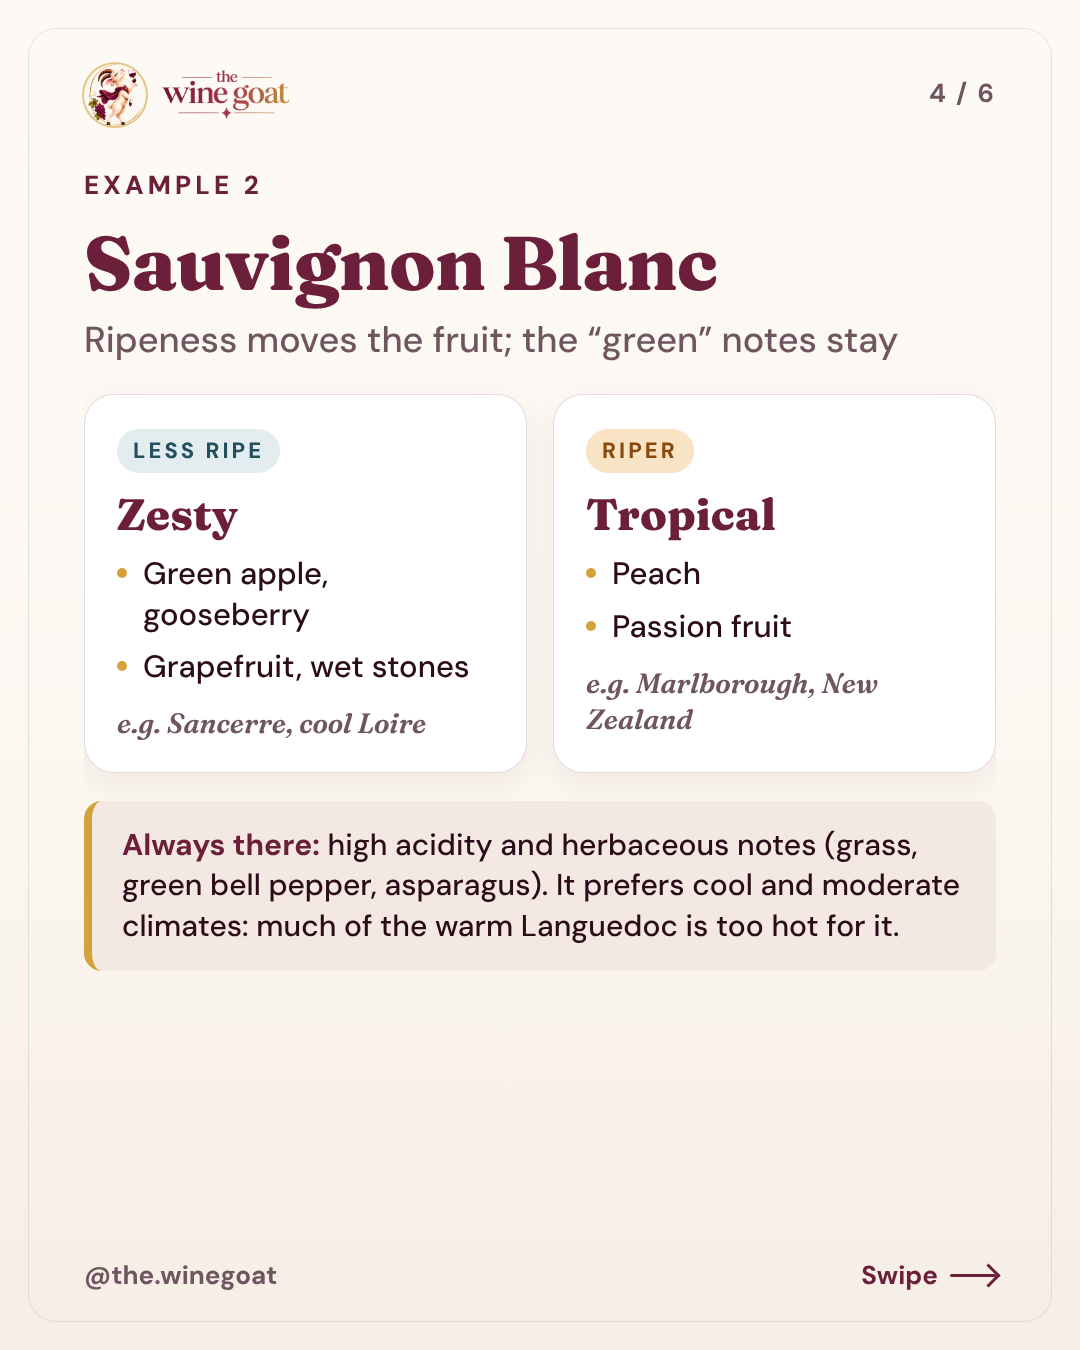 the
wine goat
4 / 6
EXAMPLE 2
Sauvignon Blanc
Ripeness moves the fruit; the “green” notes stay
LESS RIPE
Zesty
Green apple,
gooseberry
Grapefruit, wet stones
e.g. Sancerre, cool Loire
RIPER
Tropical
Peach
Passion fruit
e.g. Marlborough, New
Zealand
Always there: high acidity and herbaceous notes (grass,
green bell pepper, asparagus). It prefers cool and moderate
climates: much of the warm Languedoc is too hot for it.
@the.winegoat
Swipe